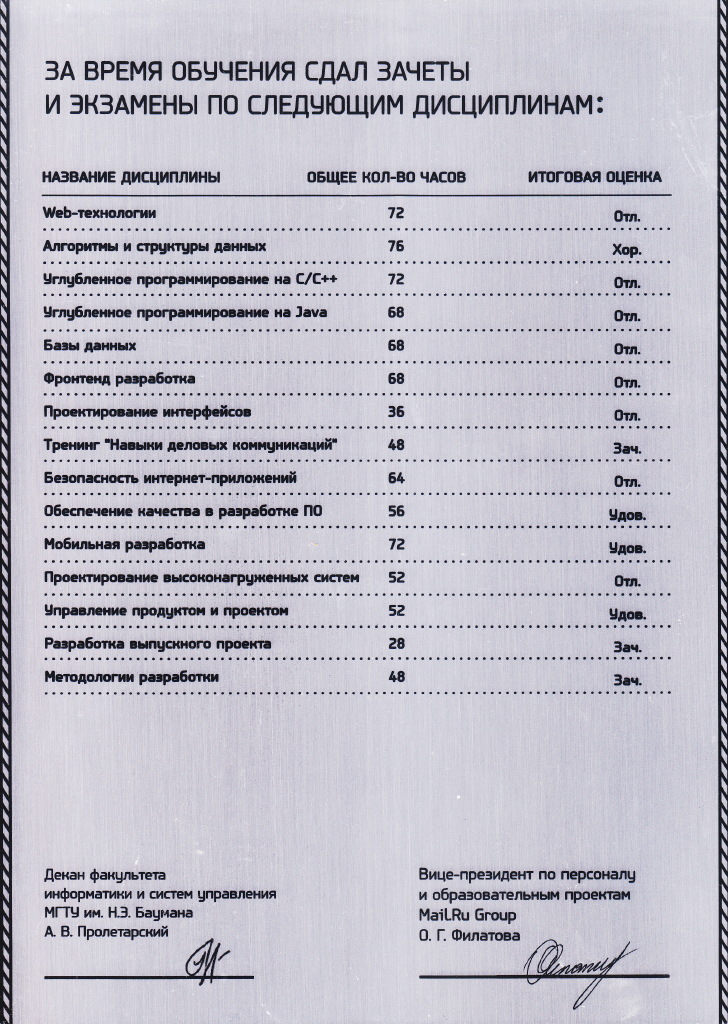 ЗА ВРЕМЯ ОБУЧЕНИЯ СДАЛ ЗАЧЕТЫ
И ЭКЗАМЕНЫ ПО СЛЕДУЮЩИМ ДИСЦИПЛИНАМ:
НАЗВАНИЕ ДИСЦИПЛИНЫ ОБЩЕЕ КОЛ-ВО ЧАСОВ ИТОГОВАЯ ОЦЕНКА
Web-технологии 72 Отл.
Алгоритмы и структуры данных 76 Хор.
Углубленное программирование на C/C++ 72 Отл.
Углубленное программирование на Java 68 Отл.
Базы данных 68 Отл.
Фронтенд разработка 68 Отл.
Проектирование интерфейсов 36 Отл.
Тренинг "Навыки деловых коммуникаций" 48 Зач.
Безопасность интернет-приложений 64 Отл.
Обеспечение качества в разработке ПО 56 Удов.
Мобильная разработка 72 Удов.
Проектирование высоконагруженных систем 52 Отл.
Управление продуктом и проектом 52 Удов.
Разработка выпускного проекта 28 Зач.
Методологии разработки 48 Зач.
Декан факультета
информатики и систем управления
МГТУ им. Н.Э. Баумана
А. В. Пролетарский
Вице-президент по персоналу
и образовательным проектам
Mail.Ru Group
О. Г. Филатова